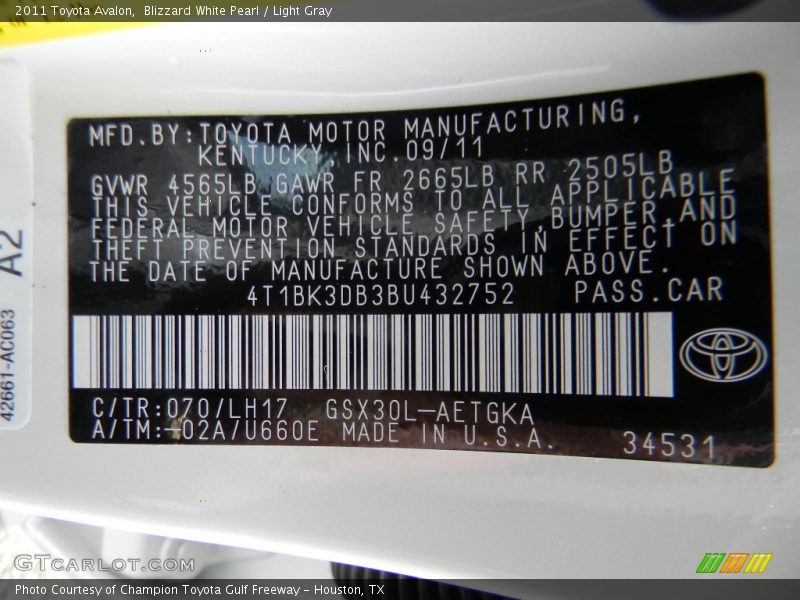 2011 Toyota Avalon,  Blizzard White Pearl / Light Gray
MFD.BY:TOYOTA MOTOR MANUFACTURING,
KENTUCKY INC.09/11
GVWR 4565LB GAWR FR 2665LB RR 2505LB
THIS VEHICLE CONFORMS TO ALL APPLICABLE
FEDERAL MOTOR VEHICLE SAFETY,BUMPER,AND
THEFT PREVENTION STANDARDS IN EFFECT ON
THE DATE OF MANUFACTURE SHOWN ABOVE.
4T1BK3DB3BU432752 PASS.CAR
C/TR:070/LH17 GSX30L-AETGKA
A/TM:-02A/U660E MADE IN U.S.A.
34531
42661-AC063 A2
GTCARLOT.COM
Photo Courtesy of Champion Toyota Gulf Freeway - Houston, TX